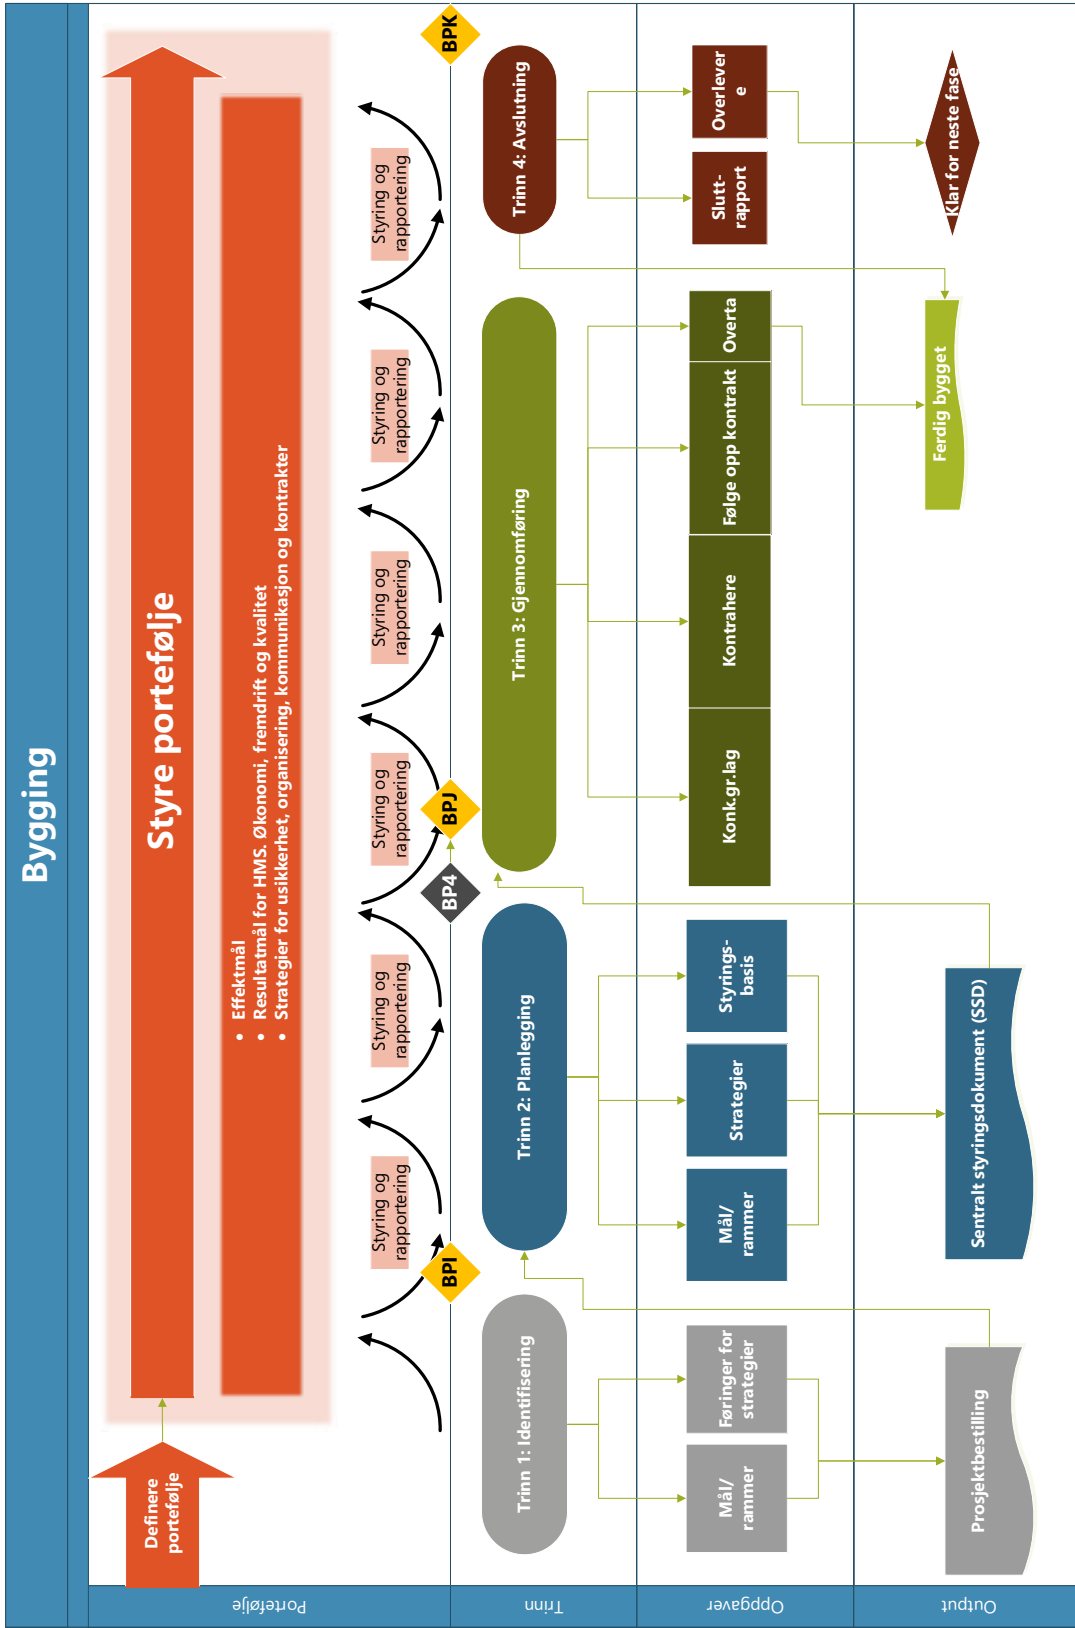 Bygging
Portefølje
Definere
portefølje
Styre portefølje
• Effektmål
• Resultatmål for HMS. Økonomi, fremdrift og kvalitet
• Strategier for usikkerhet, organisering, kommunikasjon og kontrakter
Styring og
rapportering
Styring og
rapportering
Styring og
rapportering
Styring og
rapportering
Styring og
rapportering
Styring og
rapportering
BPI
BP4
BPJ
BPK
Trinn
Trinn 1: Identifisering
Trinn 2: Planlegging
Trinn 3: Gjennomføring
Trinn 4: Avslutning
Oppgaver
Mål/
rammer
Føringer for
strategier
Mål/
rammer
Strategier
Styrings-
basis
Konk.gr.lag
Kontrahere
Følge opp kontrakt
Overta
Slutt-
rapport
Overlever
e
Output
Prosjektbestilling
Sentralt styringsdokument (SSD)
Ferdig bygget
Klar for neste fase